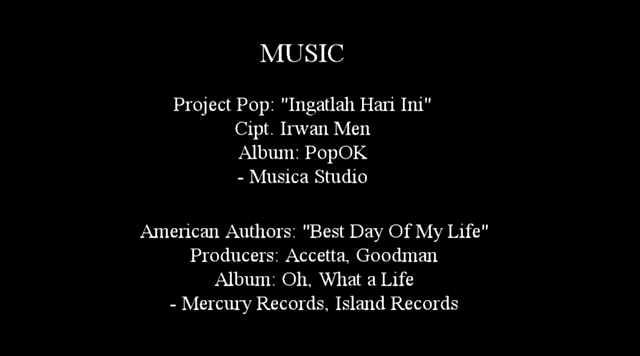 MUSIC
Project Pop: "Ingatlah Hari Ini"
Cipt. Irwan Men
Album: PopOK
- Musica Studio
American Authors: "Best Day Of My Life"
Producers: Accetta, Goodman
Album: Oh, What a Life
- Mercury Records, Island Records